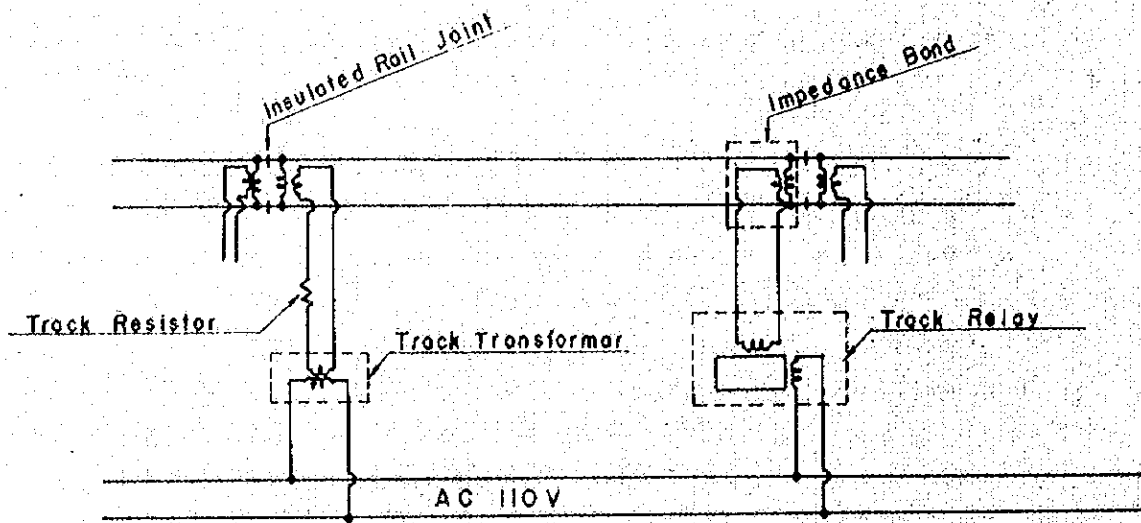 Insulated Rail Joint
Impedance Bond
Track Resistor
Track Transformar
Track Relay
AC 110V